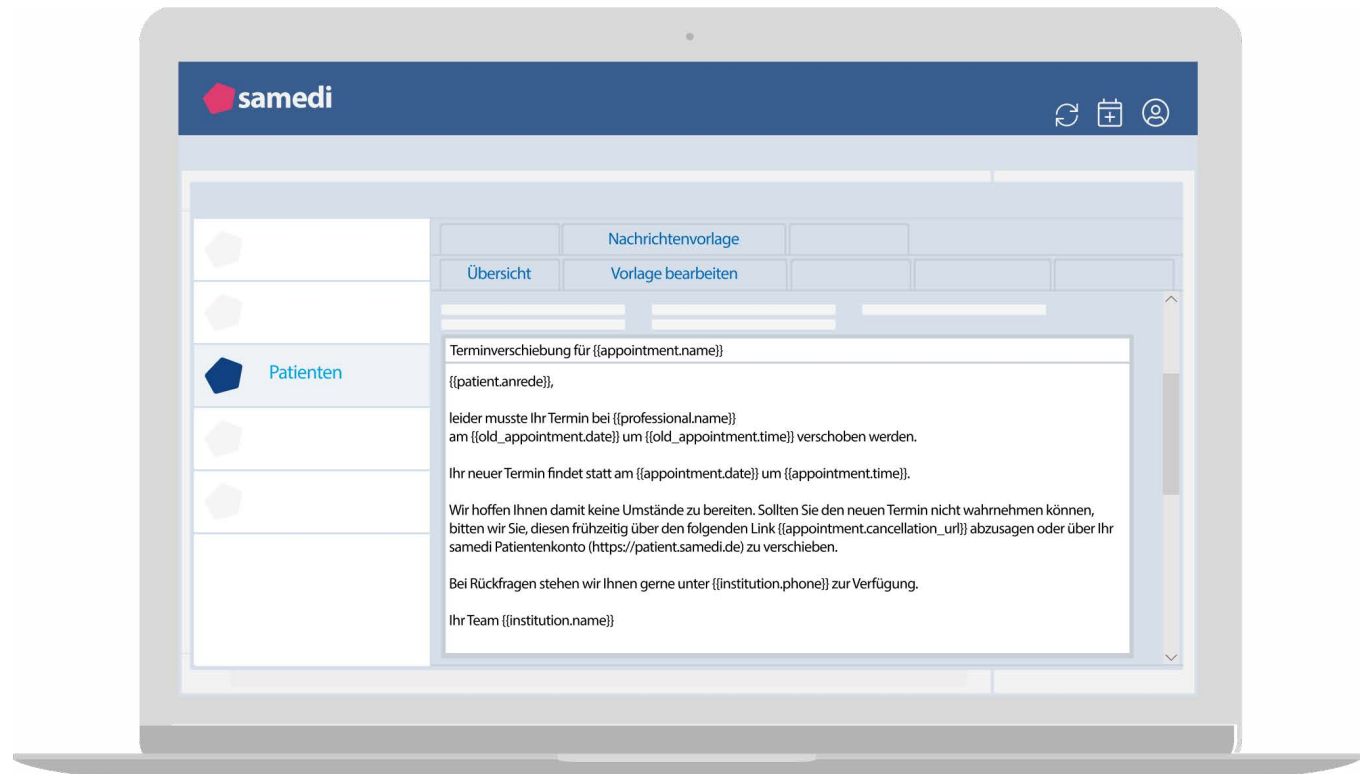 samedi
Nachrichtenvorlage
Übersicht
Vorlage bearbeiten
Patienten
Terminverschiebung für {{appointment.name}}
{{patient.anrede}},
leider musste Ihr Termin bei {{professional.name}}
am {{old_appointment.date}} um {{old_appointment.time}} verschoben werden.
Ihr neuer Termin findet statt am {{appointment.date}} um {{appointment.time}}.
Wir hoffen Ihnen damit keine Umstände zu bereiten. Sollten Sie den neuen Termin nicht wahrnehmen können,
bitten wir Sie, diesen frühzeitig über den folgenden Link {{appointment.cancellation_url}} abzusagen oder über Ihr
samedi Patientenkonto (https://patient.samedi.de) zu verschieben.
Bei Rückfragen stehen wir Ihnen gerne unter {{institution.phone}} zur Verfügung.
Ihr Team {{institution.name}}